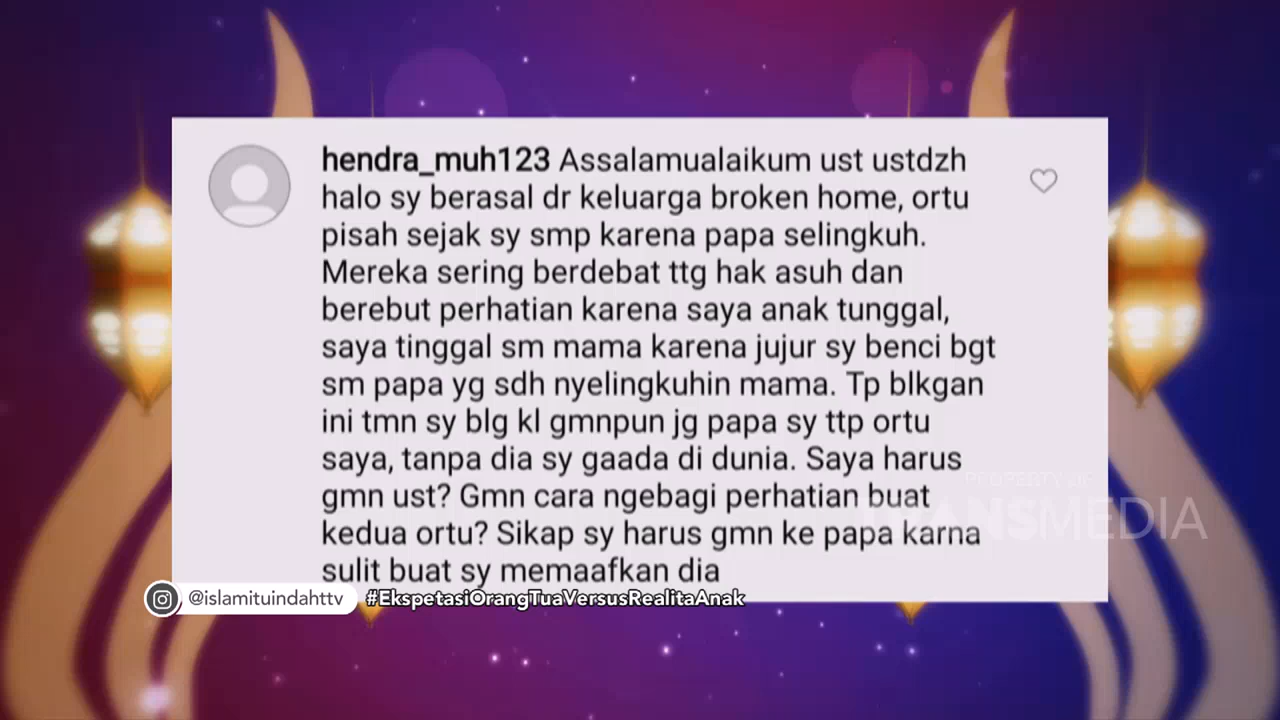 hendra_muh123 Assalamualaikum ust ustdzh
halo sy berasal dr keluarga broken home, ortu
pisah sejak sy smp karena papa selingkuh.
Mereka sering berdebat ttg hak asuh dan
berebut perhatian karena saya anak tunggal,
saya tinggal sm mama karena jujur sy benci bgt
sm papa yg sdh nyelingkuhin mama. Tp blkgan
ini tmn sy blg kl gmnpun jg papa sy ttp ortu
saya, tanpa dia sy gaada di dunia. Saya harus
gmn ust? Gmn cara ngebagi perhatian buat
kedua ortu? Sikap sy harus gmn ke papa karna
sulit buat sy memaafkan dia
PROPERTY OF
TRANSMEDIA
@islamituindahttv #EkspetasiOrangTuaVersusRealitaAnak